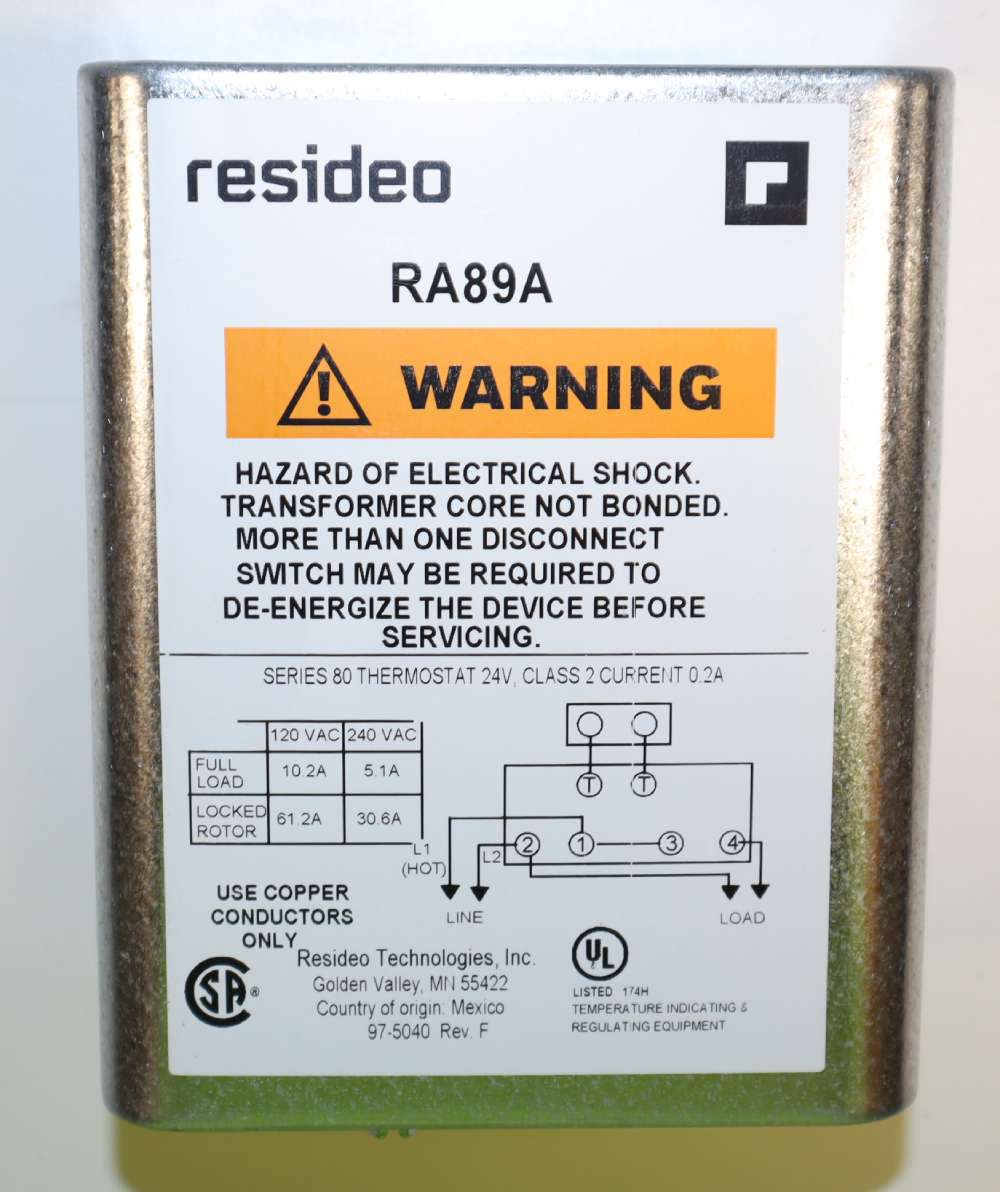 resideo
r
RA89A
! WARNING
HAZARD OF ELECTRICAL SHOCK.
TRANSFORMER CORE NOT BONDED.
MORE THAN ONE DISCONNECT
SWITCH MAY BE REQUIRED TO
DE-ENERGIZE THE DEVICE BEFORE
SERVICING.
SERIES 80 THERMOSTAT 24V, CLASS 2 CURRENT 0.2A
120 VAC 240 VAC
FULL LOAD 10.2A 5.1A
LOCKED ROTOR 61.2A 30.6A
T T
L1
(HOT)
L2 2 1 3 4
LINE LOAD
USE COPPER
CONDUCTORS
ONLY
SA ®
Resideo Technologies, Inc.
Golden Valley, MN 55422
Country of origin: Mexico
97-5040 Rev. F
UL
LISTED 174H
TEMPERATURE INDICATING &
REGULATING EQUIPMENT